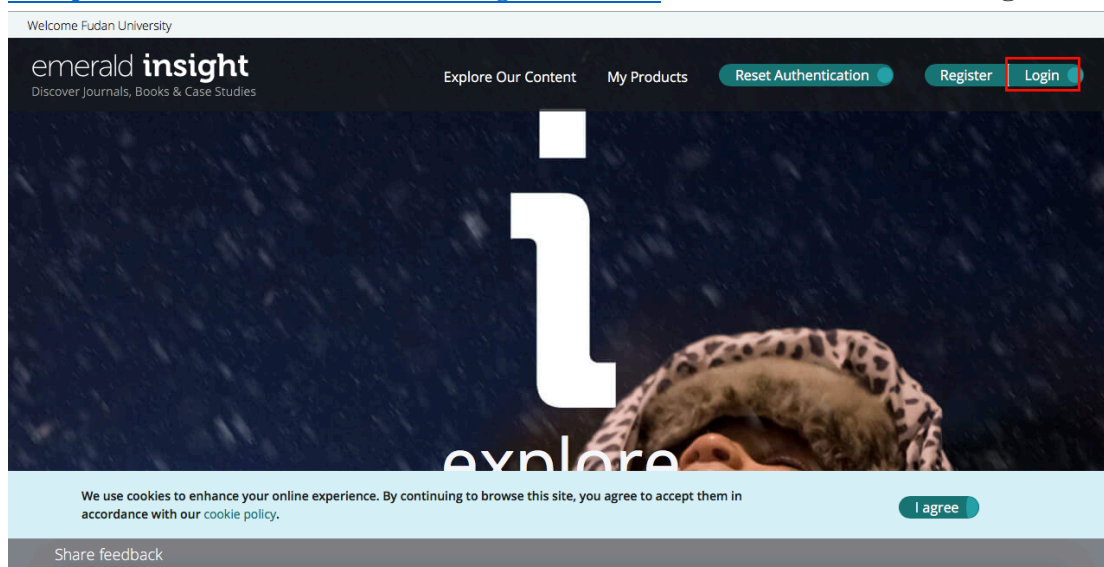 Welcome Fudan University
emerald insight
Discover Journals, Books & Case Studies
Explore Our Content My Products Reset Authentication Register Login
i
explore
We use cookies to enhance your online experience. By continuing to browse this site, you agree to accept them in
accordance with our cookie policy.
I agree
Share feedback